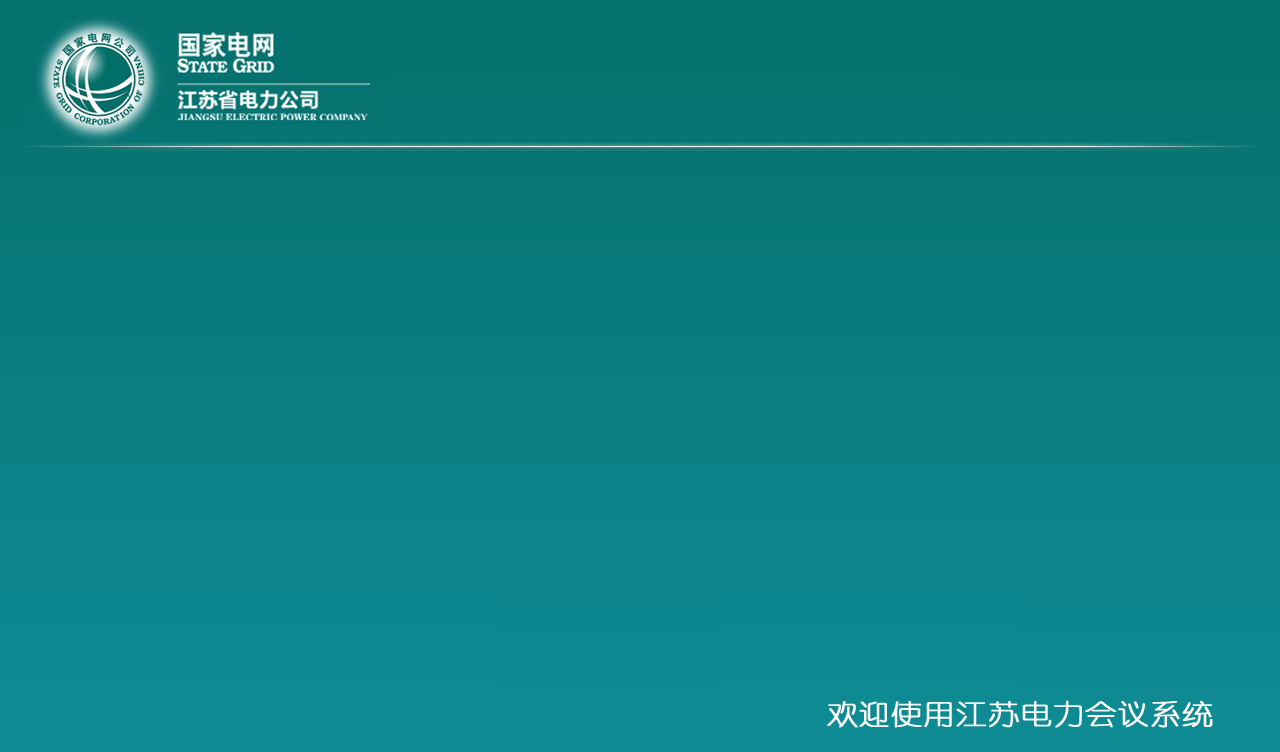 国家电网公司
STATE GRID CORPORATION OF CHINA
国家电网
STATE GRID
江苏省电力公司
JIANGSU ELECTRIC POWER COMPANY
欢迎使用江苏电力会议系统